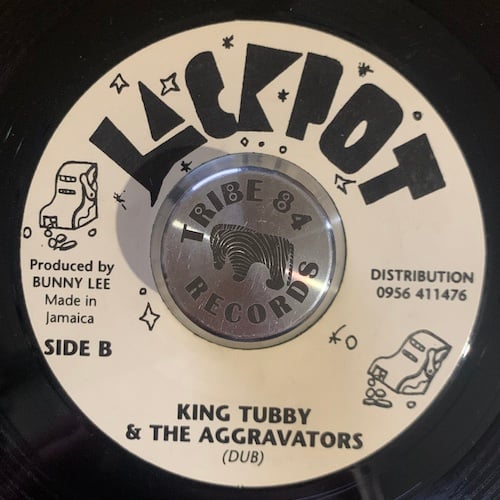 JACKPOT
TRIBE 84
RECORDS
Produced by
BUNNY LEE
Made in
Jamaica
SIDE B
DISTRIBUTION
0956 411476
KING TUBBY
& THE AGGRAVATORS
(DUB)